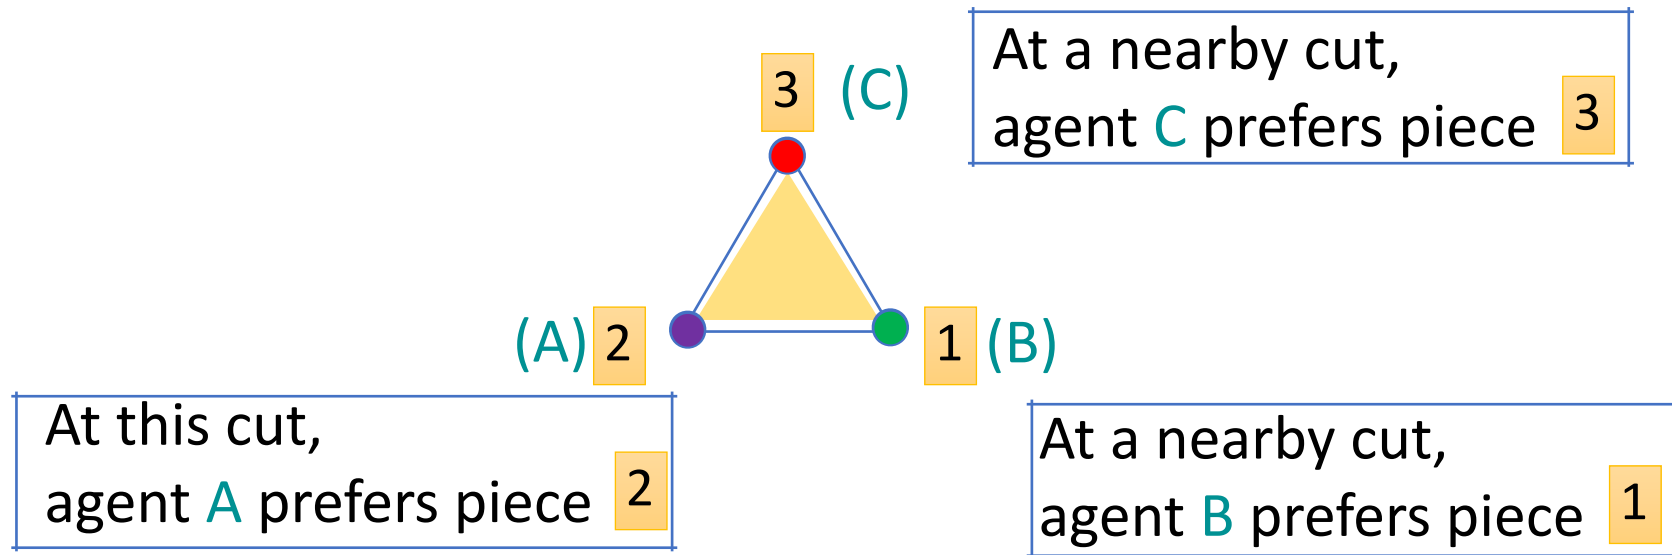 3 (C)
At a nearby cut,
agent C prefers piece 3
(A) 2
1 (B)
At this cut,
agent A prefers piece 2
At a nearby cut,
agent B prefers piece 1